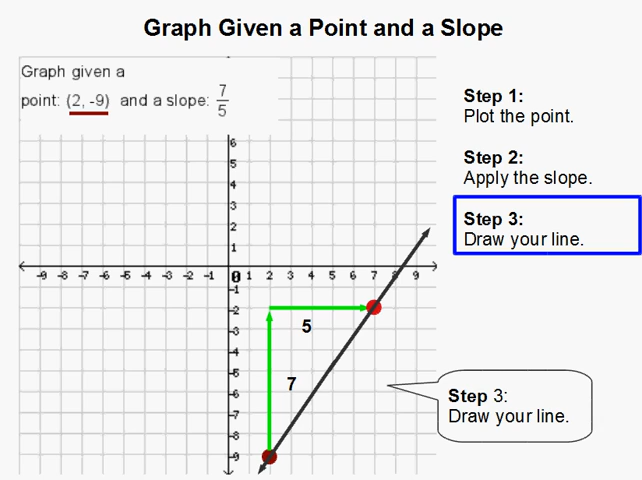 Graph Given a Point and a Slope
Graph given a
point: (2, -9) and a slope: 7/5
Step 1:
Plot the point.
Step 2:
Apply the slope.
Step 3:
Draw your line.
6
5
4
3
2
1
-9 -8 -7 -6 -5 -4 -3 -2 -1 0 1 2 3 4 5 6 7 8 9
-1
-2
-3
-4
-5
-6
-7
-8
-9
5
7
Step 3:
Draw your line.